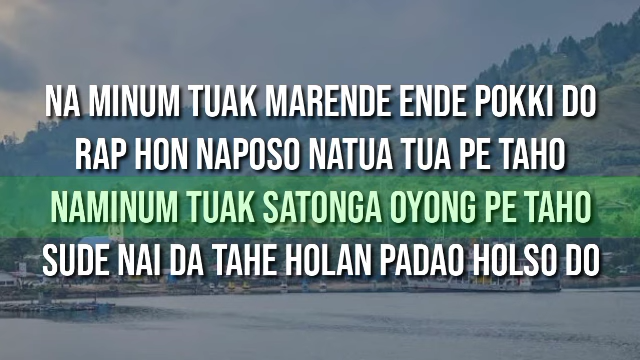 NA MINUM TUAK MARENDE ENDE POKKI DO
RAP HON NAPOSO NATUA TUA PE TAHO
NAMINUM TUAK SATONGA OYONG PE TAHO
SUDE NAI DA TAHE HOLAN PADAO HOLSO DO